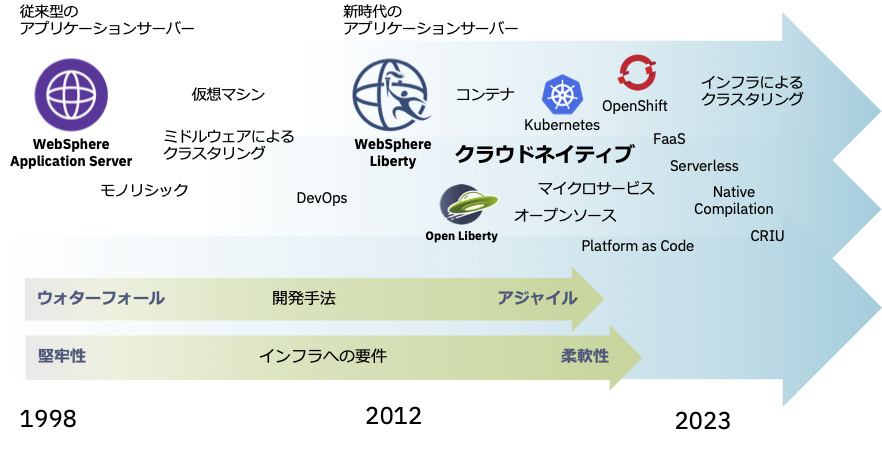 従来型の
アプリケーションサーバー
新時代の
アプリケーションサーバー
WebSphere
Application Server
仮想マシン
ミドルウェアによる
クラスタリング
モノリシック
DevOps
WebSphere
Liberty
コンテナ
Kubernetes
OpenShift
インフラによる
クラスタリング
クラウドネイティブ
FaaS
Serverless
マイクロサービス
Native
Compilation
オープンソース
Open Liberty
Platform as Code
CRIU
ウォーターフォール
開発手法
アジャイル
堅牢性
インフラへの要件
柔軟性
1998
2012
2023